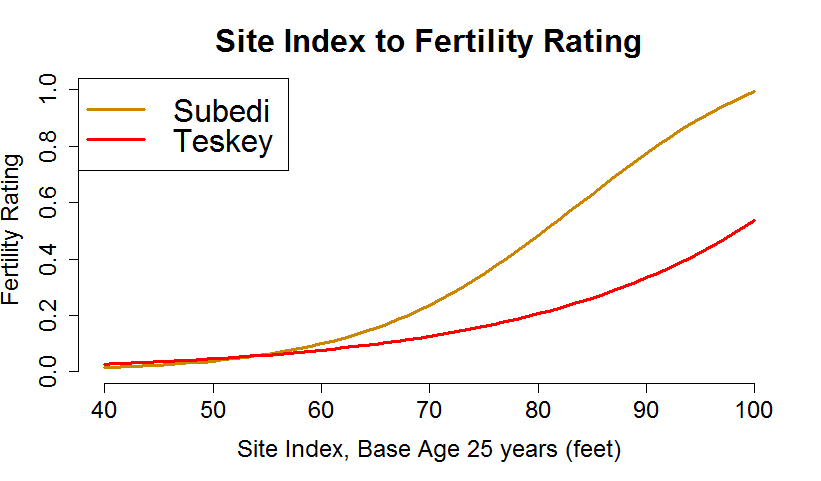 Site Index to Fertility Rating
Subedi
Teskey
Fertility Rating
1.0
0.8
0.6
0.4
0.2
0.0
40 50 60 70 80 90 100
Site Index, Base Age 25 years (feet)